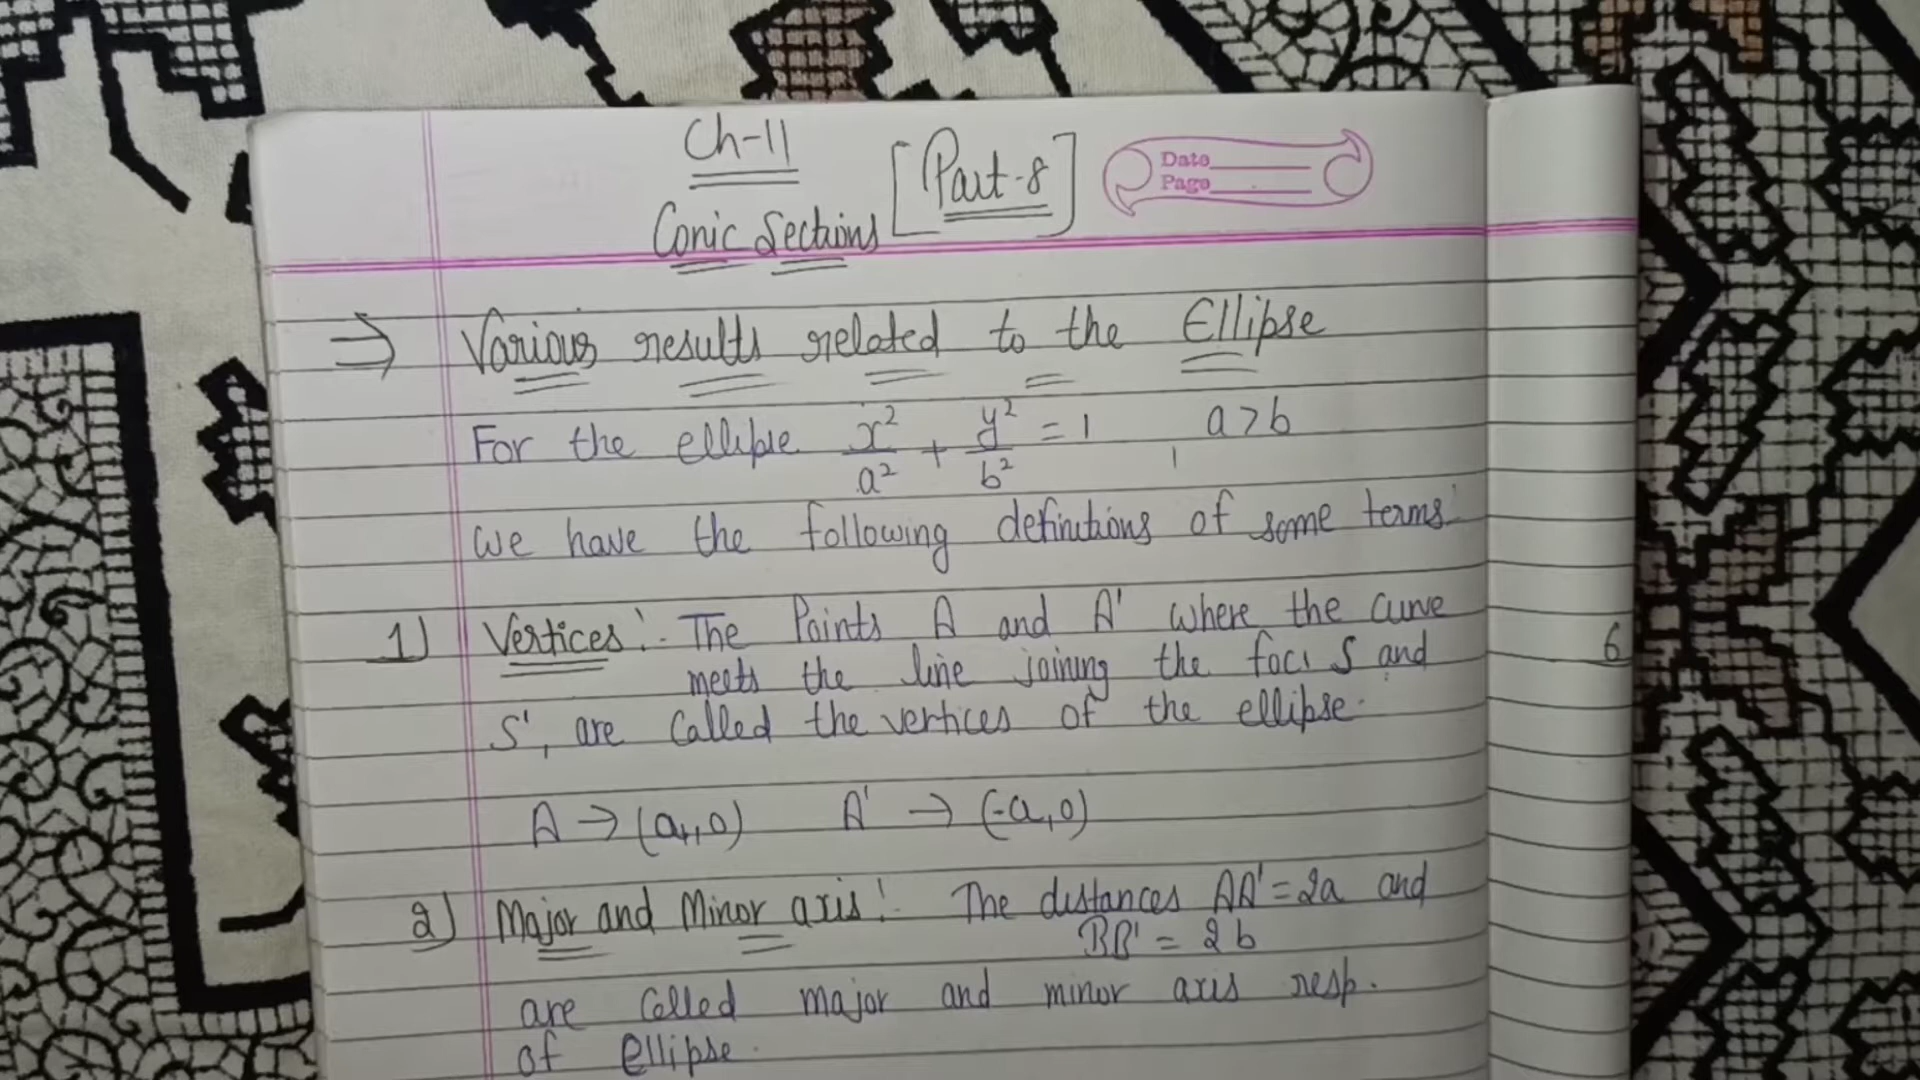 Ch-11
Conic Sections [Part-8]
Date
Page
⇒ Various results related to the Ellipse
For the ellipse x²/a² + y²/b² = 1 , a>b
we have the following definitions of some terms:
1) Vertices:- The Points A and A' where the curve
meets the line joining the foci S and
S', are called the vertices of the ellipse.
A → (a,0) A' → (-a,0)
2) Major and Minor axis:- The distances AA'=2a and
BB' = 2b
are called major and minor axis resp.
of ellipse.
6